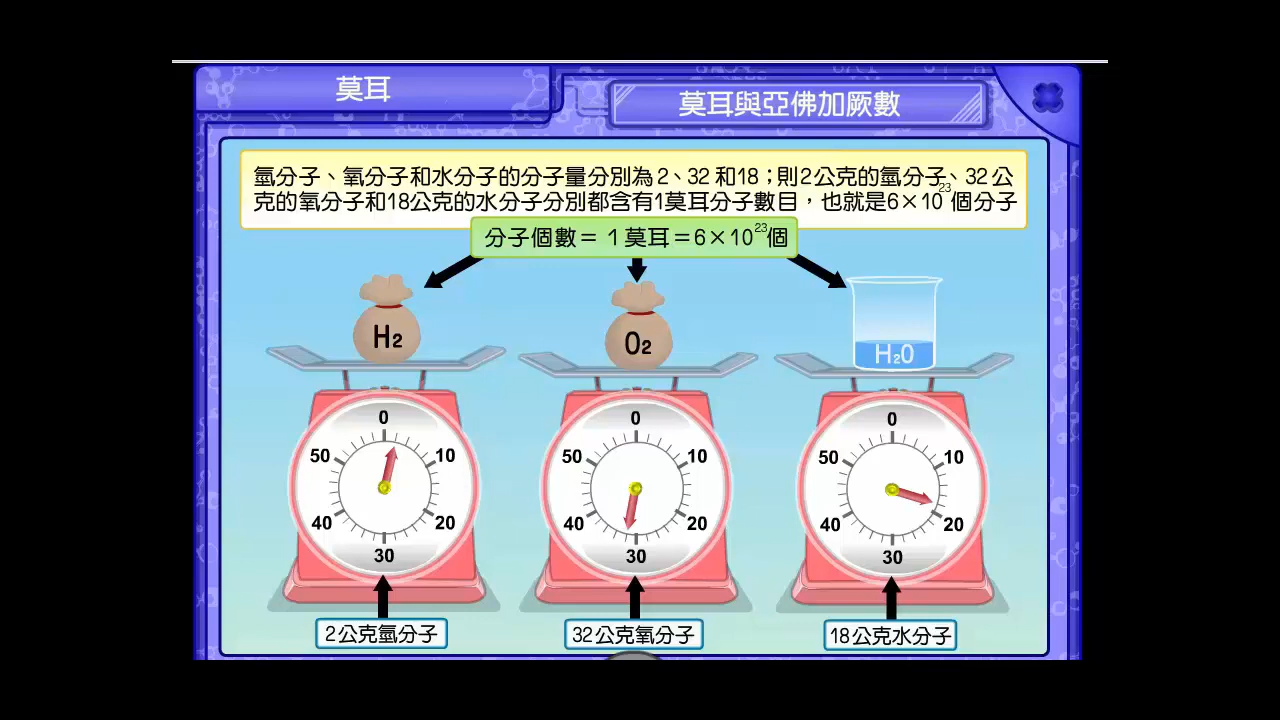 莫耳
莫耳與亞佛加厥數
氫分子、氧分子和水分子的分子量分別為2、32和18；則2公克的氫分子、32公
克的氧分子和18公克的水分子分別都含有1莫耳分子數目，也就是6×10²³個分子
分子個數＝1莫耳＝6×10²³個
H₂
O₂
H₂O
0
50 10
40 20
30
0
50 10
40 20
30
0
50 10
40 20
30
2公克氫分子
32公克氧分子
18公克水分子